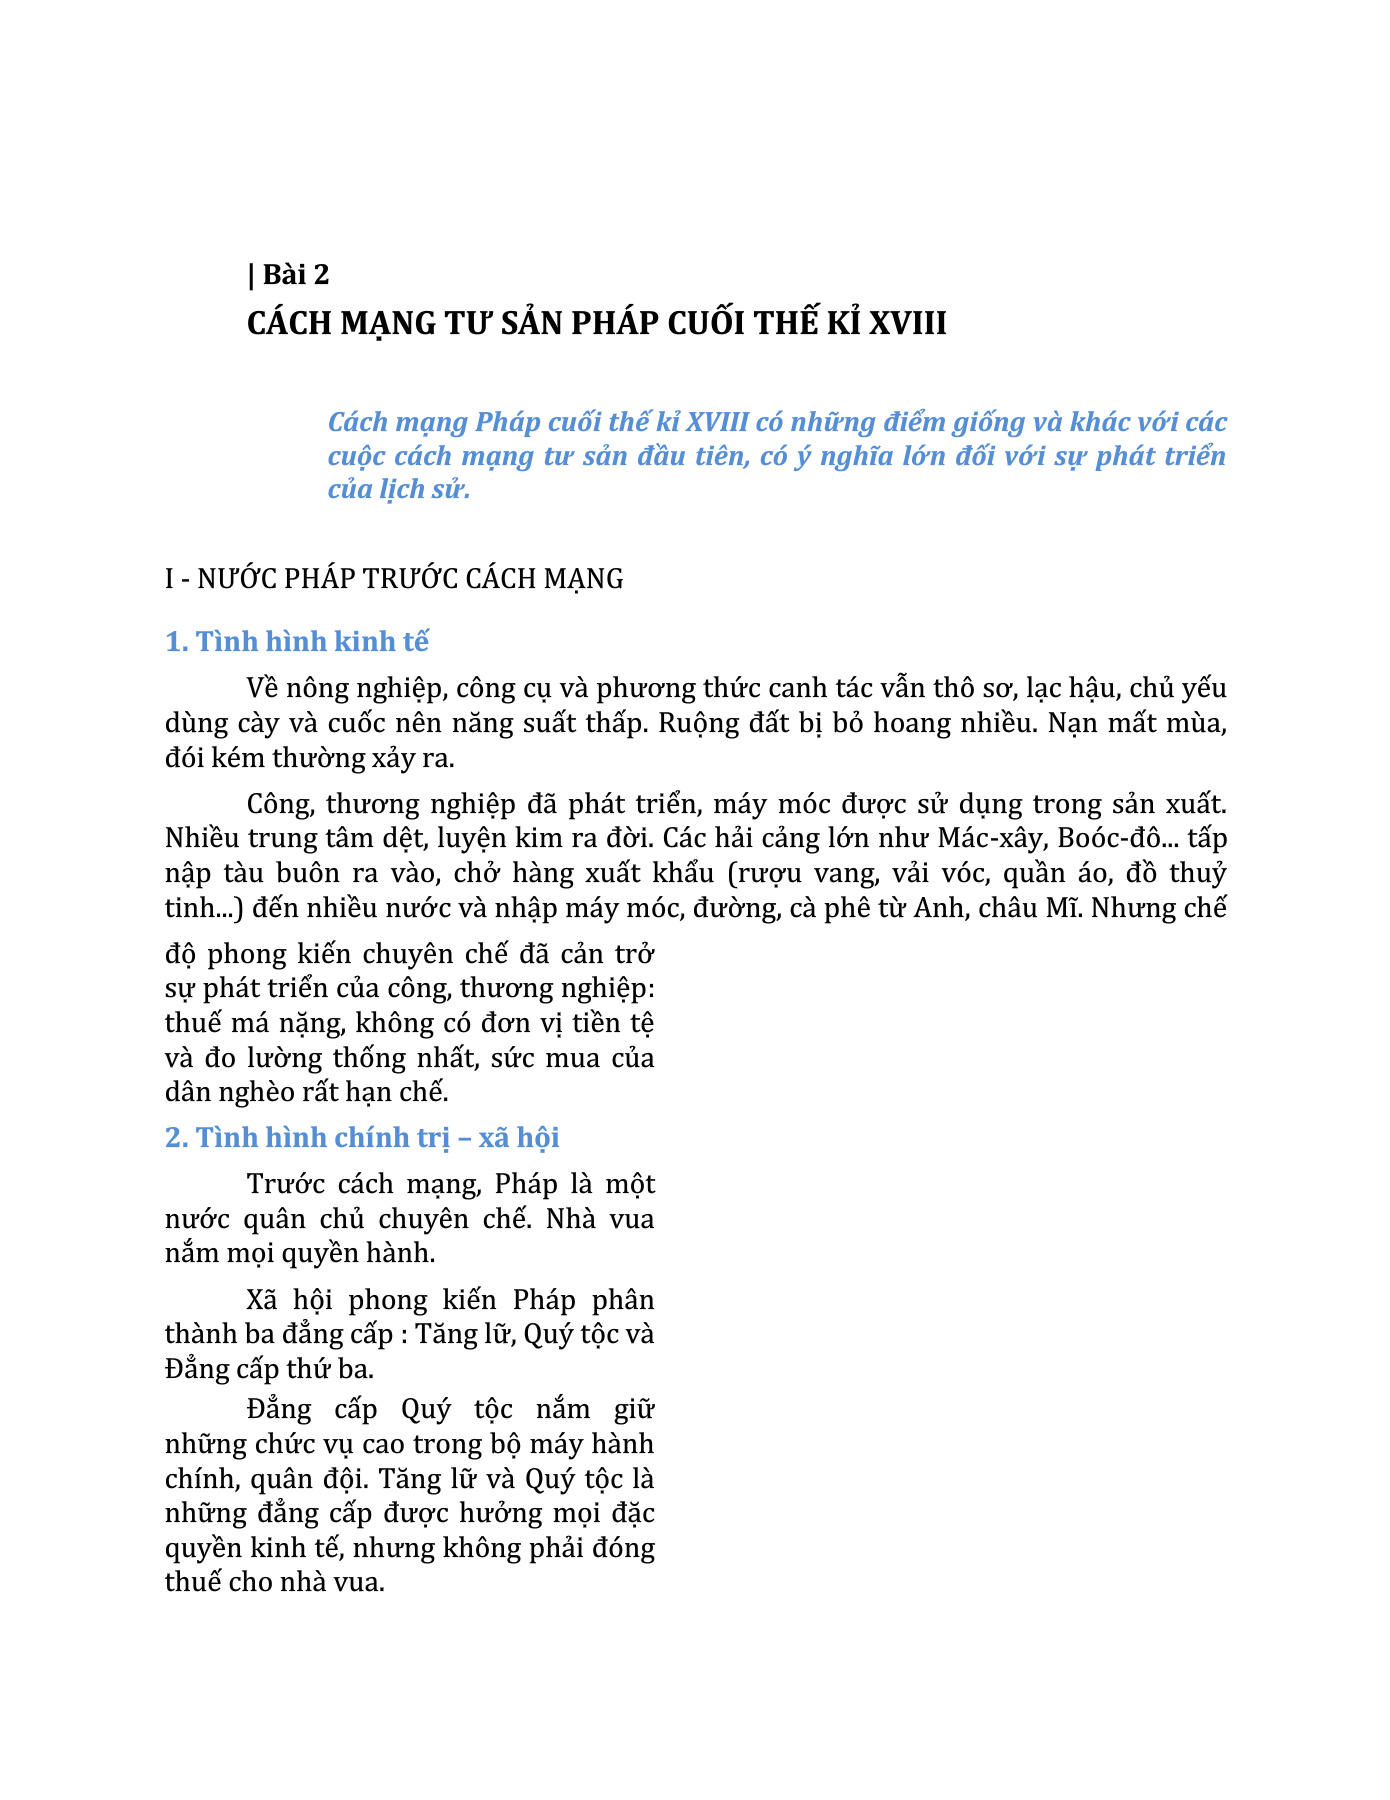 | Bài 2
CÁCH MẠNG TƯ SẢN PHÁP CUỐI THẾ KỈ XVIII
Cách mạng Pháp cuối thế kỉ XVIII có những điểm giống và khác với các
cuộc cách mạng tư sản đầu tiên, có ý nghĩa lớn đối với sự phát triển
của lịch sử.
I - NƯỚC PHÁP TRƯỚC CÁCH MẠNG
1. Tình hình kinh tế
Về nông nghiệp, công cụ và phương thức canh tác vẫn thô sơ, lạc hậu, chủ yếu
dùng cày và cuốc nên năng suất thấp. Ruộng đất bị bỏ hoang nhiều. Nạn mất mùa,
đói kém thường xảy ra.
Công, thương nghiệp đã phát triển, máy móc được sử dụng trong sản xuất.
Nhiều trung tâm dệt, luyện kim ra đời. Các hải cảng lớn như Mác-xây, Boóc-đô... tấp
nập tàu buôn ra vào, chở hàng xuất khẩu (rượu vang, vải vóc, quần áo, đồ thuỷ
tinh...) đến nhiều nước và nhập máy móc, đường, cà phê từ Anh, châu Mĩ. Nhưng chế
độ phong kiến chuyên chế đã cản trở
sự phát triển của công, thương nghiệp:
thuế má nặng, không có đơn vị tiền tệ
và đo lường thống nhất, sức mua của
dân nghèo rất hạn chế.
2. Tình hình chính trị – xã hội
Trước cách mạng, Pháp là một
nước quân chủ chuyên chế. Nhà vua
nắm mọi quyền hành.
Xã hội phong kiến Pháp phân
thành ba đẳng cấp : Tăng lữ, Quý tộc và
Đẳng cấp thứ ba.
Đẳng cấp Quý tộc nắm giữ
những chức vụ cao trong bộ máy hành
chính, quân đội. Tăng lữ và Quý tộc là
những đẳng cấp được hưởng mọi đặc
quyền kinh tế, nhưng không phải đóng
thuế cho nhà vua.